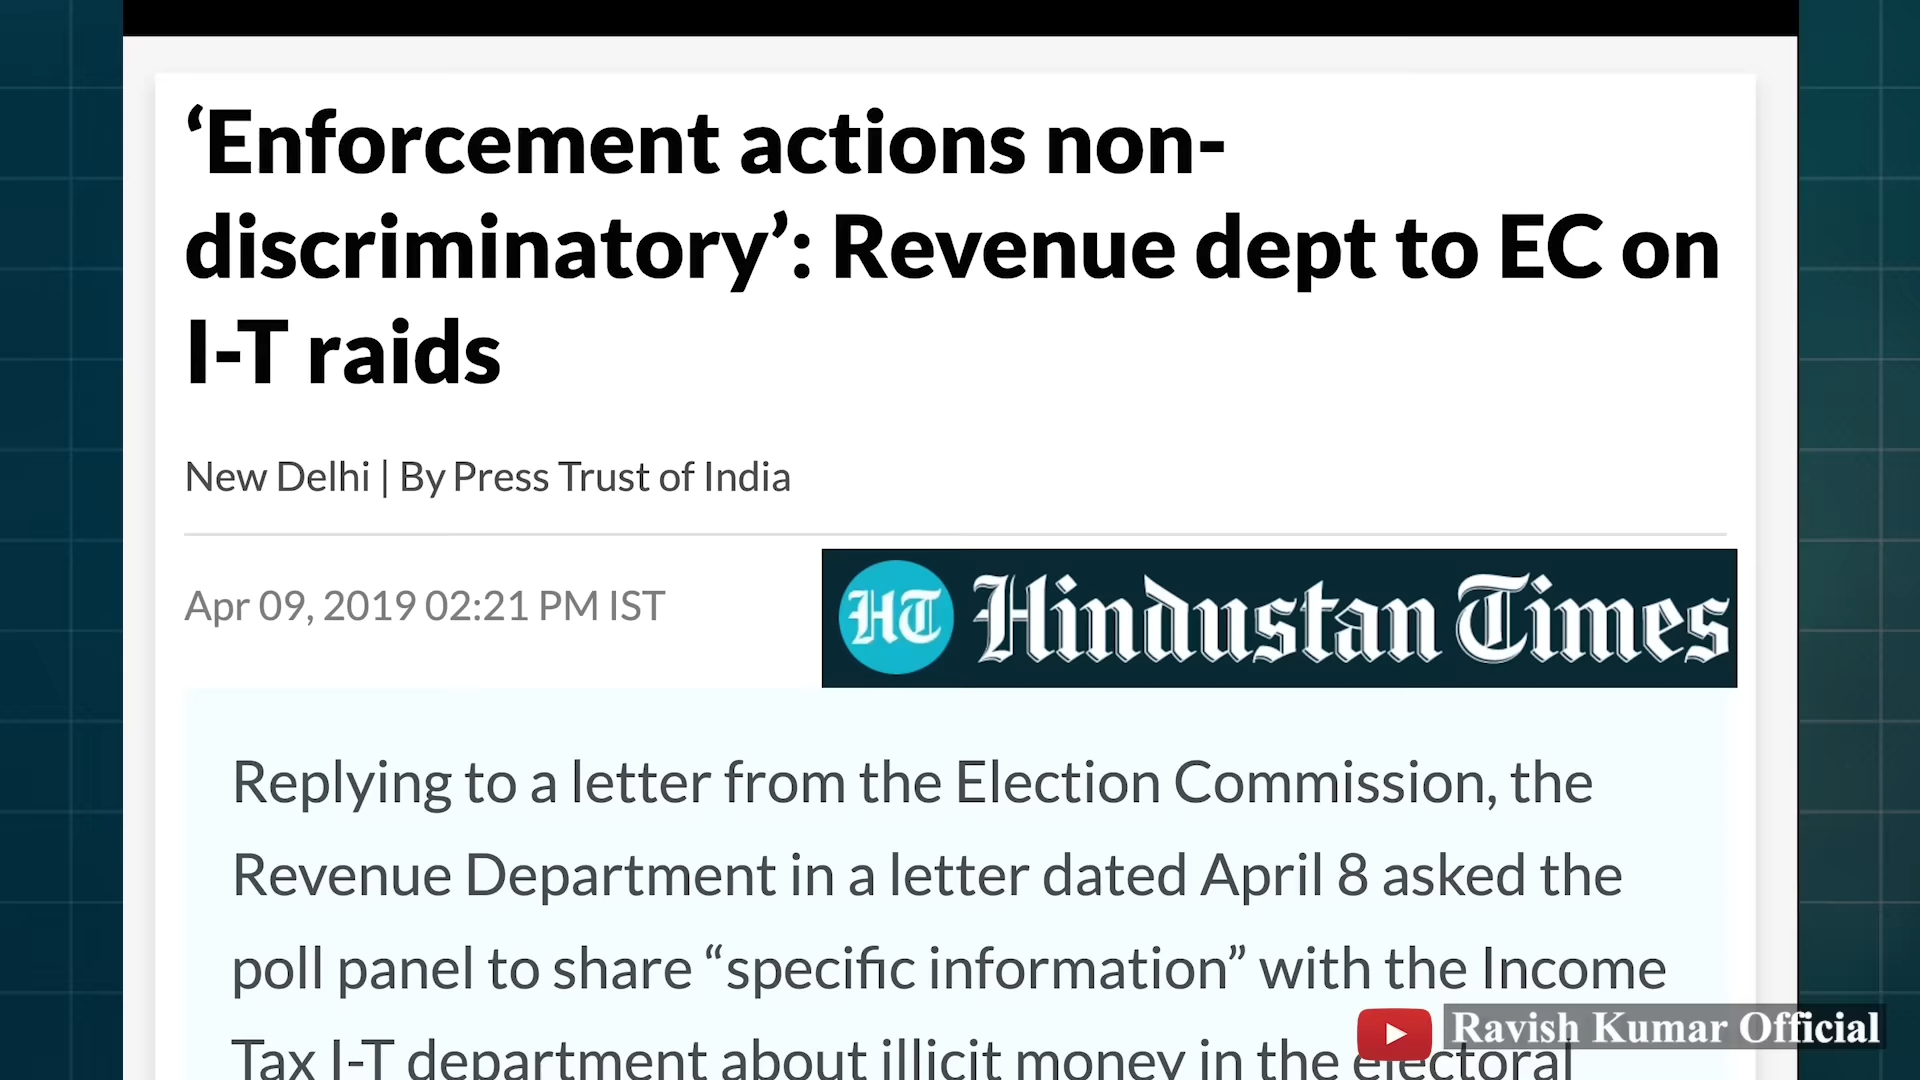 ‘Enforcement actions non-
discriminatory’: Revenue dept to EC on
I-T raids
New Delhi | By Press Trust of India
Apr 09, 2019 02:21 PM IST
HT Hindustan Times
Replying to a letter from the Election Commission, the
Revenue Department in a letter dated April 8 asked the
poll panel to share “specific information” with the Income
Tax I-T department about illicit money in the electoral
Ravish Kumar Official